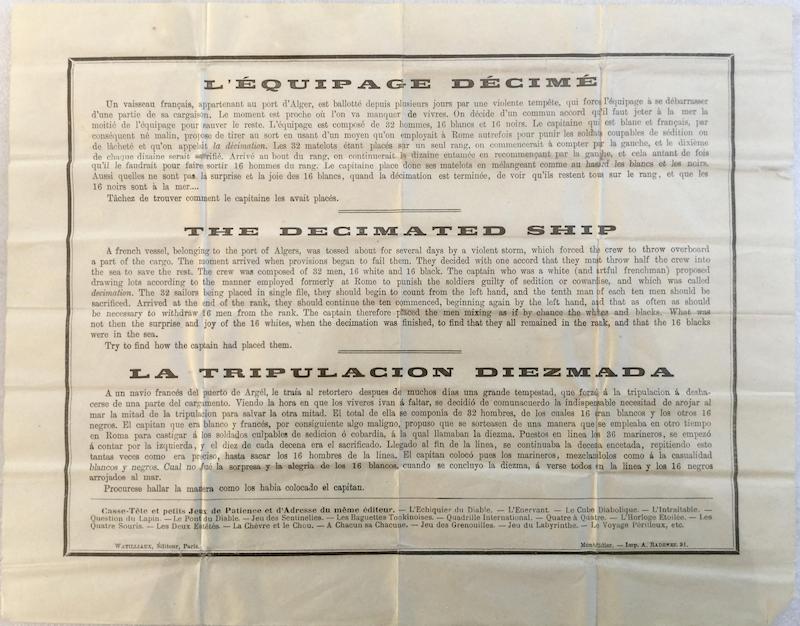 L'ÉQUIPAGE DÉCIMÉ
Un vaisseau français, appartenant au port d'Alger, est ballotté depuis plusieurs jours par une violente tempête, qui force l'équipage à se débarrasser
d'une partie de sa cargaison. Le moment est proche où l'on va manquer de vivres. On décide d'un commun accord qu'il faut jeter à la mer la
moitié de l'équipage pour sauver le reste. L'équipage est composé de 32 hommes, 16 blancs et 16 noirs. Le capitaine qui est blanc et français, par
conséquent né malin, propose de tirer au sort en usant d'un moyen qu'on employait à Rome autrefois pour punir les soldats coupables de sédition ou
de lâcheté et qu'on appelait la décimation. Les 32 matelots étant placés sur un seul rang, on commencerait à compter par la gauche, et le dixième
de chaque dizaine serait sacrifié. Arrivé au bout du rang, on continuerait la dizaine entamée en recommençant par la gauche, et cela autant de fois
qu'il le faudrait pour faire sortir 16 hommes du rang. Le capitaine place donc ses matelots en mélangeant comme au hasard les blancs et les noirs.
Aussi quelles ne sont pas la surprise et la joie des 16 blancs, quand la décimation est terminée, de voir qu'ils restent tous sur le rang, et que les
16 noirs sont à la mer....
Tâchez de trouver comment le capitaine les avait placés.
THE DECIMATED SHIP
A french vessel, belonging to the port of Algers, was tossed about for several days by a violent storm, which forced the crew to throw overboard
a part of the cargo. The moment arrived when provisions began to fail them. They decided with one accord that they must throw half the crew into
the sea to save the rest. The crew was composed of 32 men, 16 white and 16 black. The captain who was a white (and artful frenchman) proposed
drawing lots according to the manner employed formerly at Rome to punish the soldiers guilty of sedition or cowardise, and which was called
decimation. The 32 sailors being placed in single file, they should begin to count from the left hand, and the tenth man of each ten men should be
sacrificed. Arrived at the end of the rank, they should continue the ten commenced, beginning again by the left hand, and that as often as should
be necessary to withdraw 16 men from the rank. The captain therefore placed the men mixing as if by chance the whites and blacks. What was
not then the surprise and joy of the 16 whites, when the decimation was finished, to find that they all remained in the rank, and that the 16 blacks
were in the sea.
Try to find how the captain had placed them.
LA TRIPULACION DIEZMADA
A un navío francés del puerto de Argél, le traía al retortero despues de muchos días una grande tempestad, que forzó á la tripulacion á desha-
cerse de una parte del cargamento. Viendo la hora en que los viveres ivan á faltar, se decidió de comunacuerdo la indispensable necesidad de arojar al
mar la mitad de la tripulacion para salvar la otra mitad. El total de ella se componia de 32 hombres, de los cuales 16 eran blancos y los otros 16
negros. El capitan que era blanco y francés, por consiguiente algo maligno, propuso que se sorteasen de una manera que se empleaba en otro tiempo
en Roma para castigar á los soldados culpables de sedición ó cobardia, á la qual llamaban la diezma. Puestos en línea los 36 marineros, se empezó
á contar por la izquierda, y el diez de cada decena era el sacrificado. Llegado al fin de la línea, se continuaba la decena encetada, repitiendo esto
tantas veces como era preciso, hasta sacar los 16 hombres de la línea. El capitan colocó pues los marineros, mezclandolos como á la casualidad
blancos y negros. Cual no fué la sorpresa y la alegria de los 16 blancos, cuando se concluyo la diezma, á verse todos en la línea y los 16 negros
arrojados al mar.
Procurese hallar la manera como los habia colocado el capitan.
Casse-Tête et petits Jeux de Patience et d'Adresse du même éditeur. — L'Echiquier du Diable. — L'Enervant. — Le Cube Diabolique. — L'Intraitable. —
Question du Lapin. — Le Pont du Diable. — Jeu des Sentinelles. — Les Baguettes Tonkinoises. — Quadrille International. — Quatre à Quatre. — L'Horloge Etoilée. — Les
Quatre Souris. — Les Deux Entêtés. — La Chèvre et le Chou. — A Chacun sa Chacune. — Jeu des Grenouilles. — Jeu du Labyrinthe. — Le Voyage Périlleux, etc.
WATILLIAUX, Éditeur, Paris.
Montdidier. — Imp. A. RADENEZ. 21.